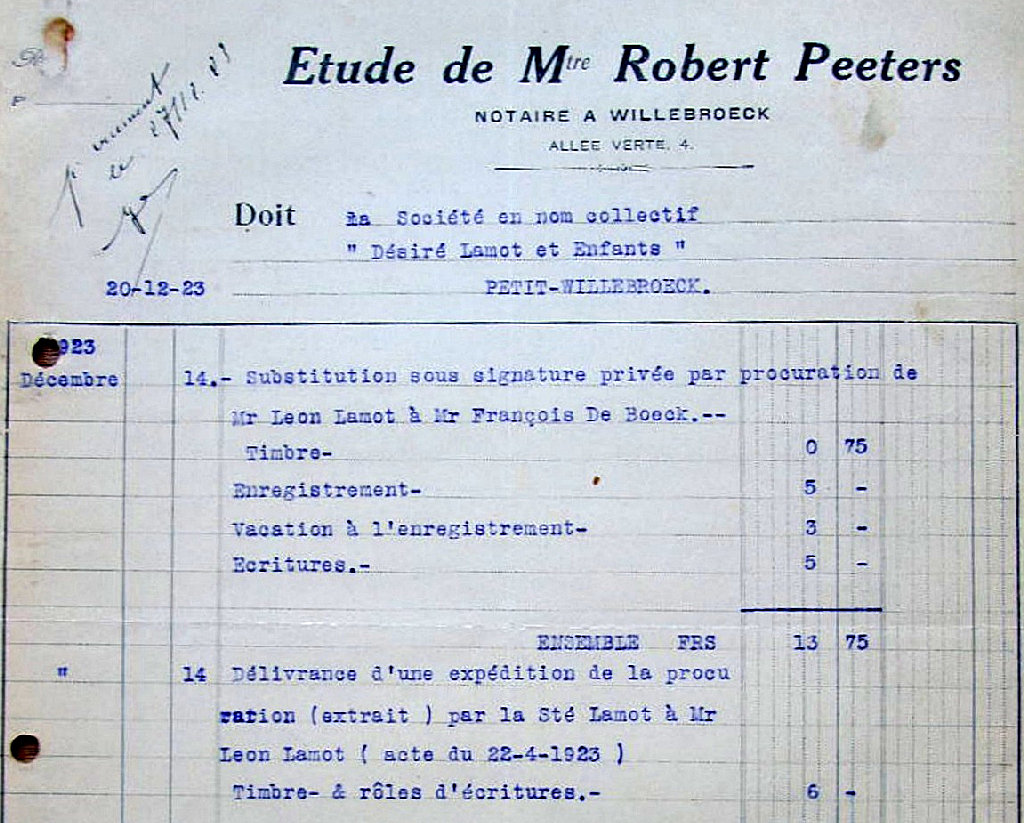 Etude de Mtre Robert Peeters
NOTAIRE A WILLEBROECK
ALLÉE VERTE, 4.
Doit la Société en nom collectif
" Désiré Lamot et Enfants "
20-12-23 PETIT-WILLEBROECK.
1923
Décembre 14.- Substitution sous signature privée par procuration de
Mr Leon Lamot à Mr François De Boeck.--
Timbre- 0 75
Enregistrement- 5 -
Vacation à l'enregistrement- 3 -
Ecritures.- 5 -
ENSEMBLE FRS 13 75
" 14 Délivrance d'une expédition de la procu
ration (extrait ) par la Sté Lamot à Mr
Leon Lamot ( acte du 22-4-1923 )
Timbre- & rôles d'écritures.- 6 -